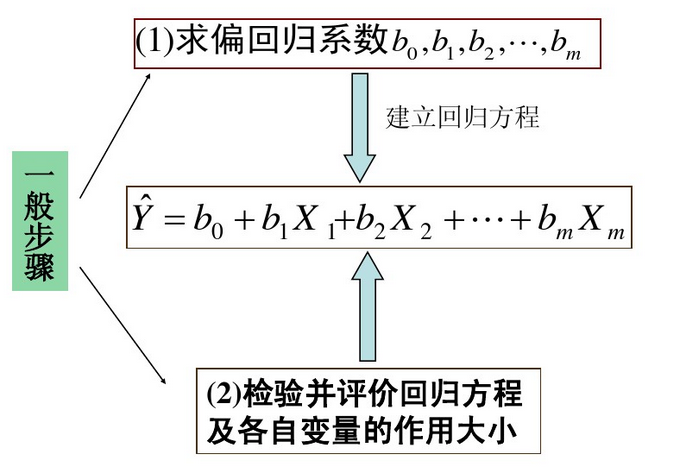 (1)求偏回归系数b₀,b₁,b₂,⋯,bₘ
建立回归方程
一般步骤
Ŷ = b₀ + b₁X₁+b₂X₂ + ⋯ + bₘXₘ
(2)检验并评价回归方程
及各自变量的作用大小